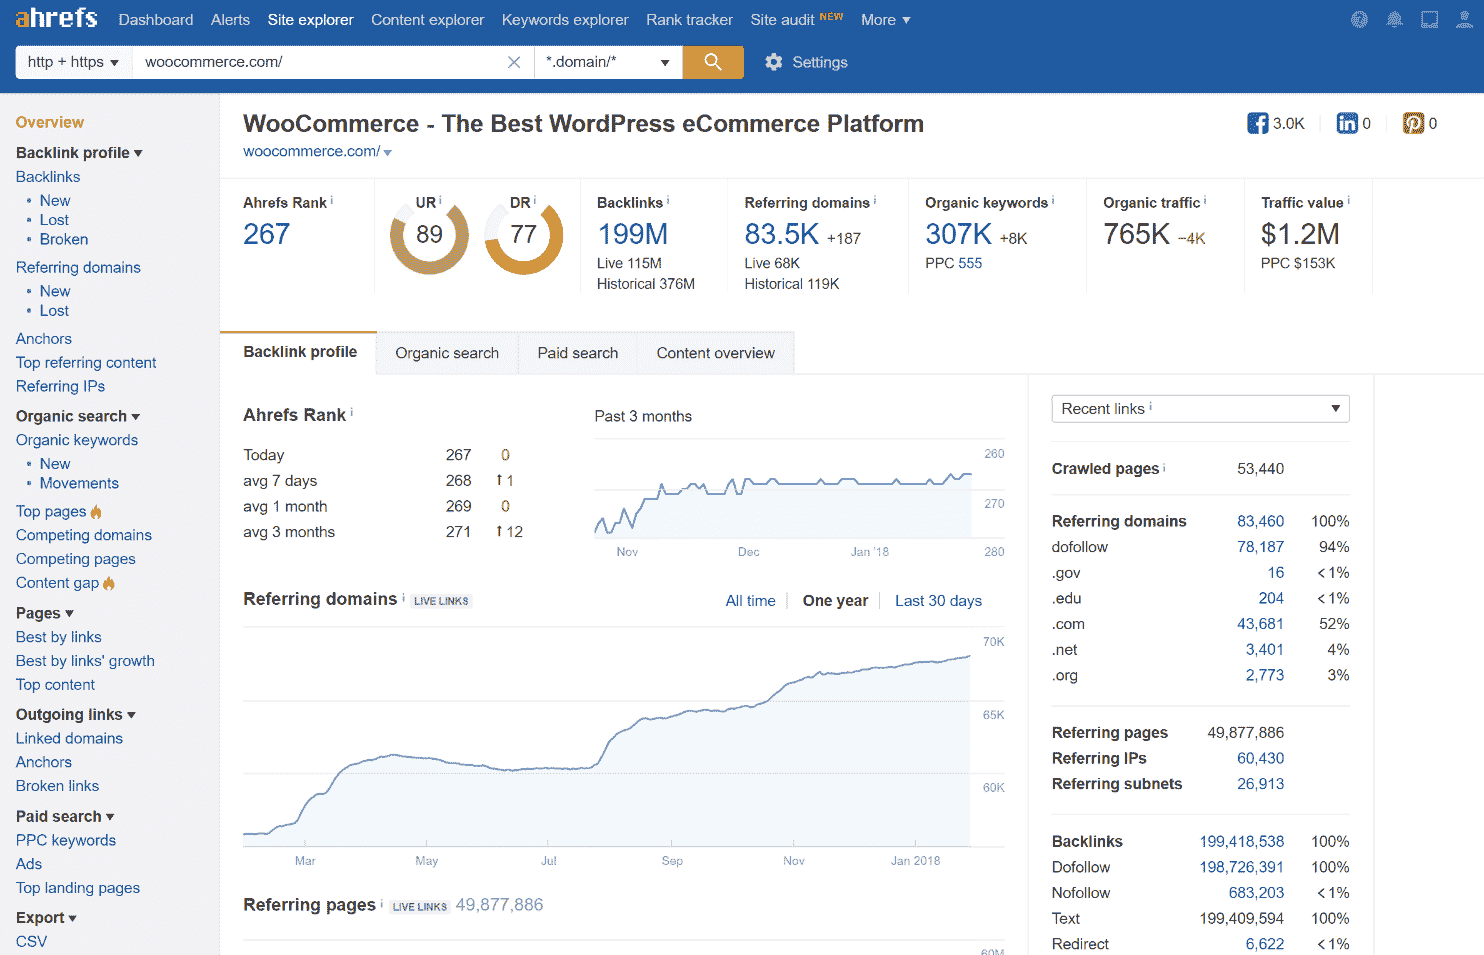 ahrefs Dashboard Alerts Site explorer Content explorer Keywords explorer Rank tracker Site audit NEW More
http + https woocommerce.com/ *.domain/* Settings
Overview
Backlink profile
Backlinks
New
Lost
Broken
Referring domains
New
Lost
Anchors
Top referring content
Referring IPs
Organic search
Organic keywords
New
Movements
Top pages
Competing domains
Competing pages
Content gap
Pages
Best by links
Best by links' growth
Top content
Outgoing links
Linked domains
Anchors
Broken links
Paid search
PPC keywords
Ads
Top landing pages
Export
CSV
WooCommerce - The Best WordPress eCommerce Platform
woocommerce.com/
3.0K in 0 0
Ahrefs Rank i
267
UR i
89
DR i
77
Backlinks i
199M
Live 115M
Historical 376M
Referring domains i
83.5K +187
Live 68K
Historical 119K
Organic keywords i
307K +8K
PPC 555
Organic traffic i
765K −4K
Traffic value i
$1.2M
PPC $153K
Backlink profile Organic search Paid search Content overview
Ahrefs Rank i
Today 267 0
avg 7 days 268 ↑1
avg 1 month 269 0
avg 3 months 271 ↑12
Past 3 months
260
270
280
Nov Dec Jan '18
Referring domains i LIVE LINKS
All time One year Last 30 days
70K
65K
60K
Mar May Jul Sep Nov Jan 2018
Referring pages i LIVE LINKS 49,877,886
60M
Recent links i
Crawled pages i 53,440
Referring domains 83,460 100%
dofollow 78,187 94%
.gov 16 <1%
.edu 204 <1%
.com 43,681 52%
.net 3,401 4%
.org 2,773 3%
Referring pages 49,877,886
Referring IPs 60,430
Referring subnets 26,913
Backlinks 199,418,538 100%
Dofollow 198,726,391 100%
Nofollow 683,203 <1%
Text 199,409,594 100%
Redirect 6,622 <1%